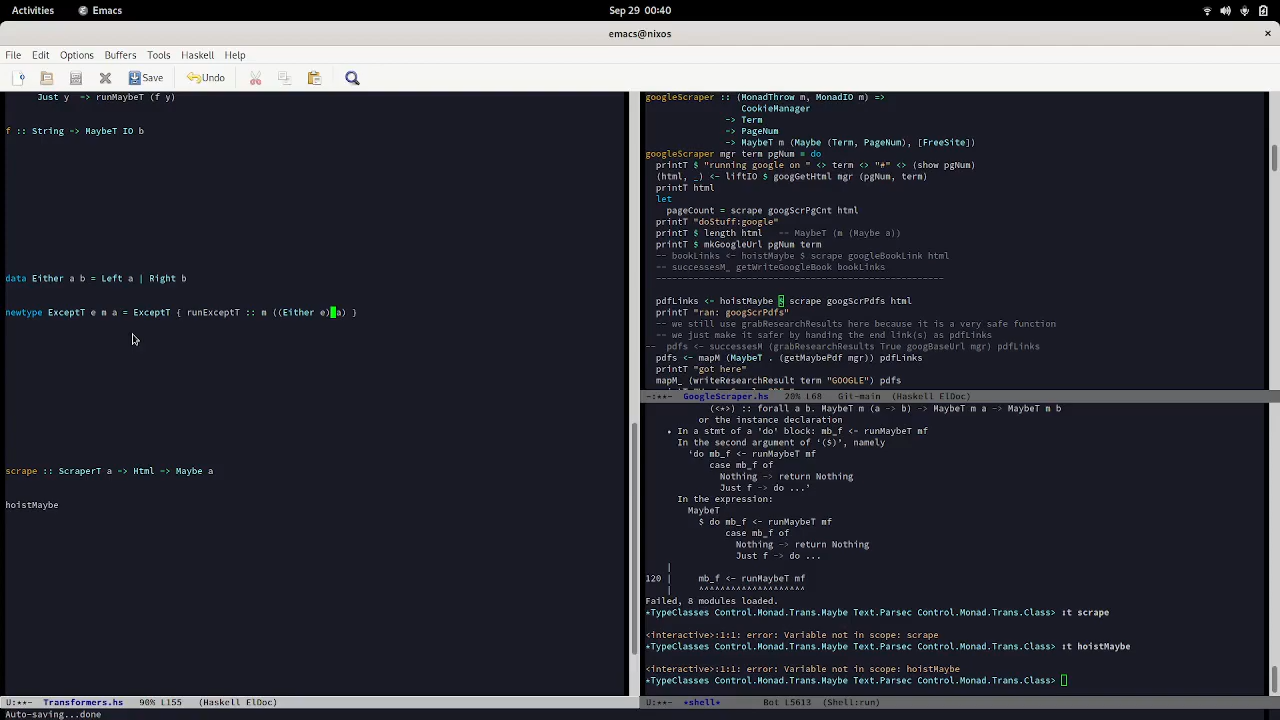 Activities
Emacs
Sep 29 00:40
emacs@nixos
File Edit Options Buffers Tools Haskell Help
Save
Undo
Just y -> runMaybeT (f y)
f :: String -> MaybeT IO b
data Either a b = Left a | Right b
newtype ExceptT e m a = ExceptT { runExceptT :: m ((Either e) a) }
scrape :: ScraperT a -> Html -> Maybe a
hoistMaybe
U:**- Transformers.hs 90% L155 (Haskell ElDoc)
Auto-saving...done
googleScraper :: (MonadThrow m, MonadIO m) =>
CookieManager
-> Term
-> PageNum
-> MaybeT m (Maybe (Term, PageNum), [FreeSite])
googleScraper mgr term pgNum = do
printT $ "running google on " <> term <> "#" <> (show pgNum)
(html, _) <- liftIO $ googGetHtml mgr (pgNum, term)
printT html
let
pageCount = scrape googScrPgCnt html
printT "doStuff:google"
printT $ length html -- MaybeT (m (Maybe a))
printT $ mkGoogleUrl pgNum term
-- bookLinks <- hoistMaybe $ scrape googleBookLink html
-- successesM_ getWriteGoogleBook bookLinks
------------------------------------------------------
pdfLinks <- hoistMaybe $ scrape googScrPdfs html
printT "ran: googScrPdfs"
-- we still use grabResearchResults here because it is a very safe function
-- we just make it safer by handing the end link(s) as pdfLinks
-- pdfs <- successesM (grabResearchResults True googBaseUrl mgr) pdfLinks
pdfs <- mapM (MaybeT . (getMaybePdf mgr)) pdfLinks
printT "got here"
mapM_ (writeResearchResult term "GOOGLE") pdfs
-:**- GoogleScraper.hs 20% L68 Git-main (Haskell ElDoc)
(<*>) :: forall a b. MaybeT m (a -> b) -> MaybeT m a -> MaybeT m b
or the instance declaration
• In a stmt of a 'do' block: mb_f <- runMaybeT mf
In the second argument of ‘($)’, namely
‘do mb_f <- runMaybeT mf
case mb_f of
Nothing -> return Nothing
Just f -> do ...’
In the expression:
MaybeT
$ do mb_f <- runMaybeT mf
case mb_f of
Nothing -> return Nothing
Just f -> do ...
|
120 | mb_f <- runMaybeT mf
| ^^^^^^^^^^^^^^^^^^^^
Failed, 8 modules loaded.
*TypeClasses Control.Monad.Trans.Maybe Text.Parsec Control.Monad.Trans.Class> :t scrape
<interactive>:1:1: error: Variable not in scope: scrape
*TypeClasses Control.Monad.Trans.Maybe Text.Parsec Control.Monad.Trans.Class> :t hoistMaybe
<interactive>:1:1: error: Variable not in scope: hoistMaybe
*TypeClasses Control.Monad.Trans.Maybe Text.Parsec Control.Monad.Trans.Class>
U:**- *shell* Bot L5613 (Shell:run)